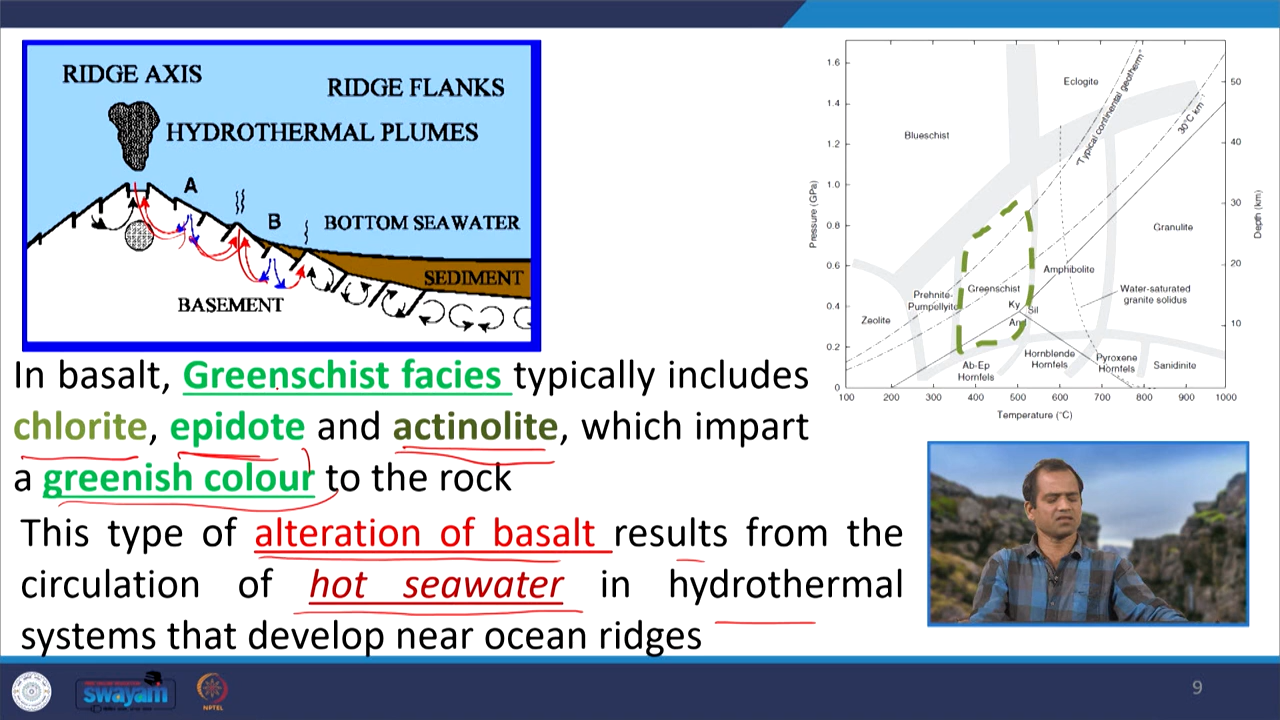 RIDGE AXIS
RIDGE FLANKS
HYDROTHERMAL PLUMES
A
B
BOTTOM SEAWATER
SEDIMENT
BASEMENT
Pressure (GPa)
1.6
1.4
1.2
1.0
0.8
0.6
0.4
0.2
0
Eclogite
Blueschist
"Typical continental geotherm"
30°C km
Granulite
Amphibolite
Greenschist
Prehnite-
Pumpellyite
Water-saturated
granite solidus
Ky
Sil
And
Zeolite
Ab-Ep
Hornfels
Hornblende
Hornfels
Pyroxene
Hornfels
Sanidinite
50
40
30
20
10
Depth (km)
100 200 300 400 500 600 700 800 900 1000
Temperature (°C)
In basalt, Greenschist facies typically includes
chlorite, epidote and actinolite, which impart
a greenish colour to the rock
This type of alteration of basalt results from the
circulation of hot seawater in hydrothermal
systems that develop near ocean ridges
swayam
NPTEL
9